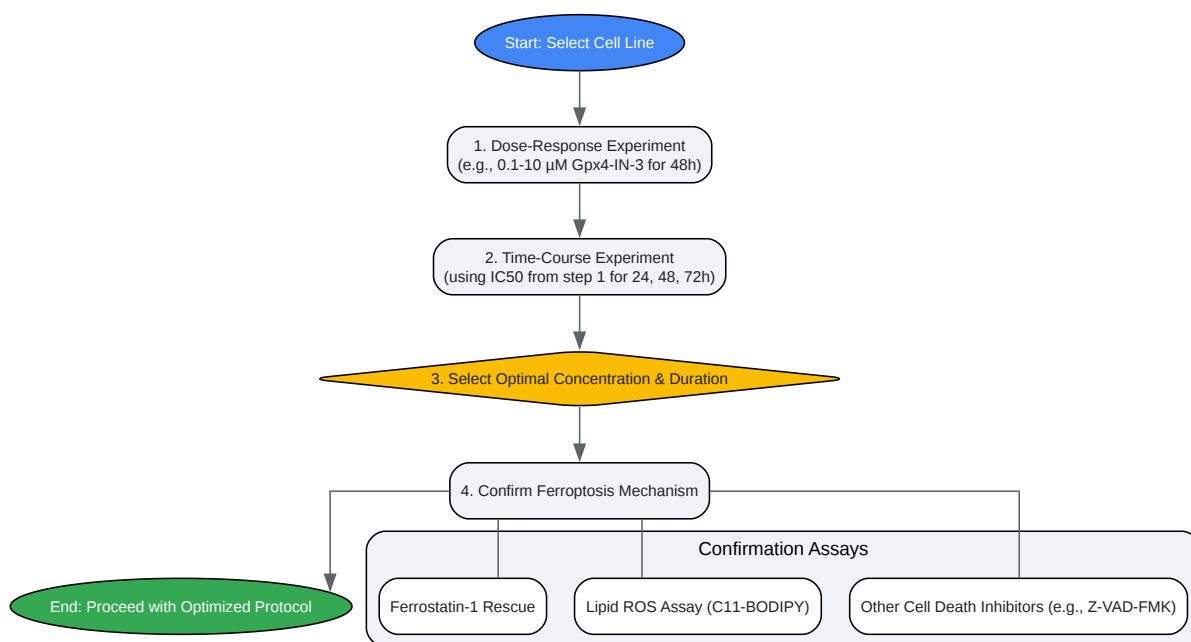 Start: Select Cell Line
1. Dose-Response Experiment
(e.g., 0.1-10 µM Gpx4-IN-3 for 48h)
2. Time-Course Experiment
(using IC50 from step 1 for 24, 48, 72h)
3. Select Optimal Concentration & Duration
4. Confirm Ferroptosis Mechanism
Confirmation Assays
End: Proceed with Optimized Protocol
Ferrostatin-1 Rescue
Lipid ROS Assay (C11-BODIPY)
Other Cell Death Inhibitors (e.g., Z-VAD-FMK)